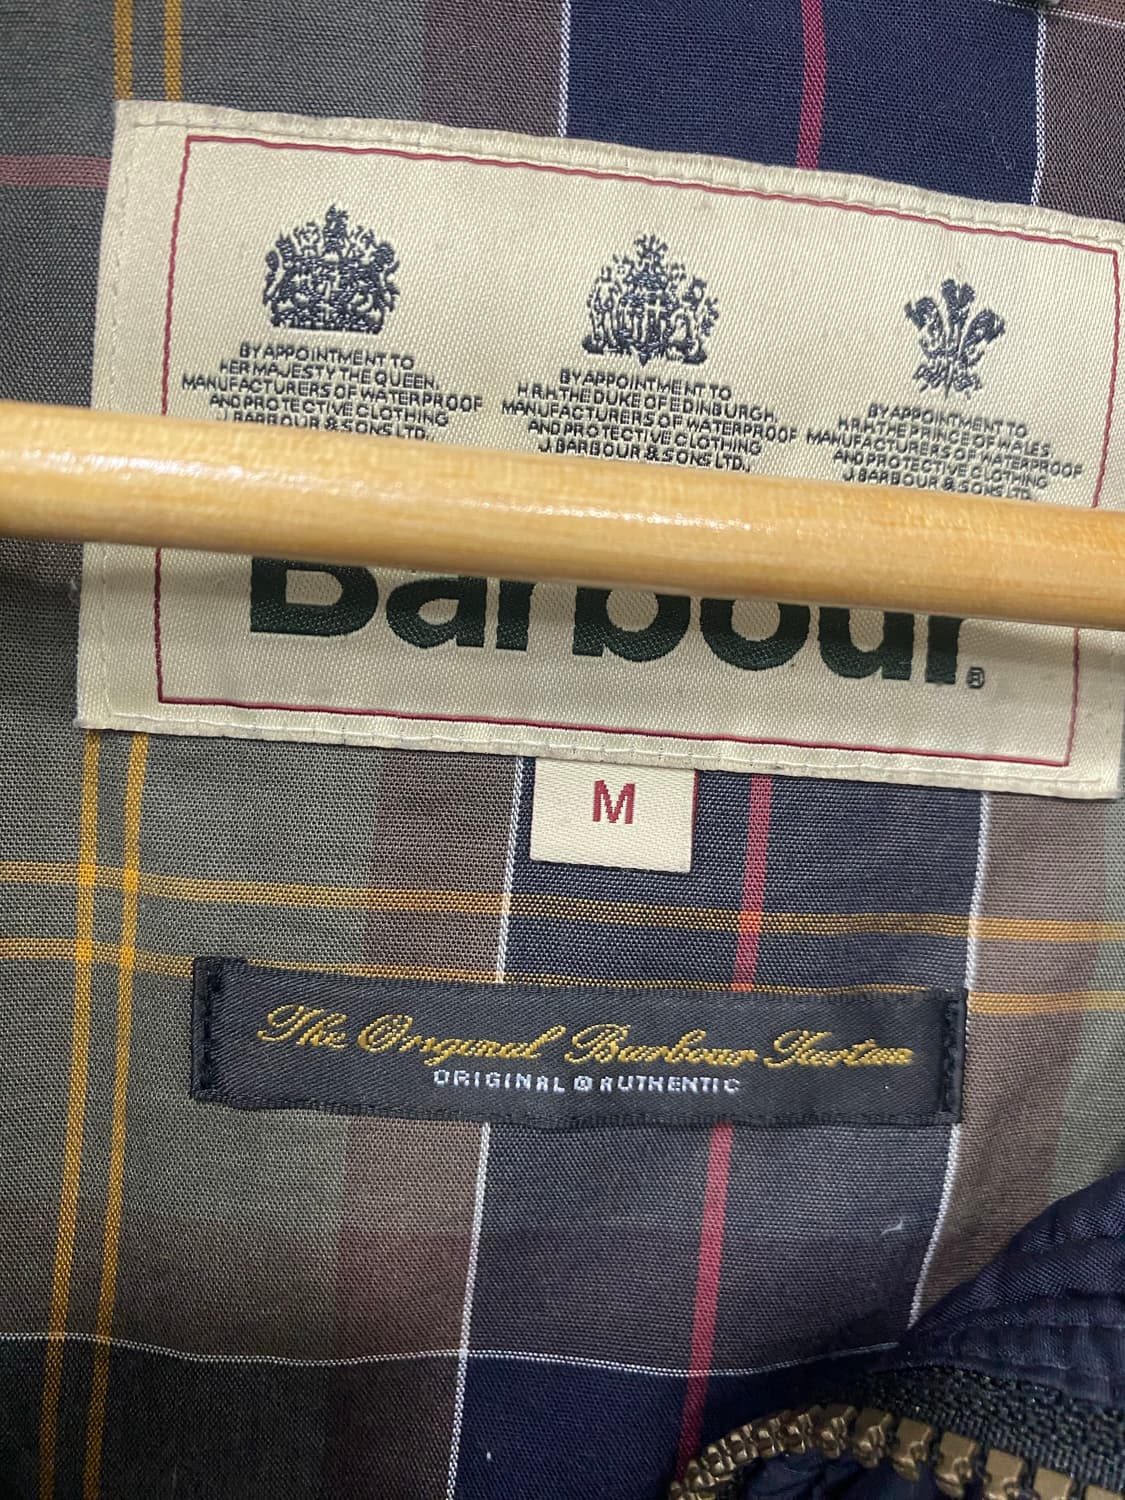 BY APPOINTMENT TO
HER MAJESTY THE QUEEN,
MANUFACTURERS OF WATERPROOF
AND PROTECTIVE CLOTHING
J. BARBOUR & SONS LTD.,
BY APPOINTMENT TO
H.R.H. THE DUKE OF EDINBURGH,
MANUFACTURERS OF WATERPROOF
AND PROTECTIVE CLOTHING
J. BARBOUR & SONS LTD.,
BY APPOINTMENT TO
H.R.H. THE PRINCE OF WALES,
MANUFACTURERS OF WATERPROOF
AND PROTECTIVE CLOTHING
J. BARBOUR & SONS LTD.
Barbour®
M
The Original Barbour Tartan
ORIGINAL & AUTHENTIC